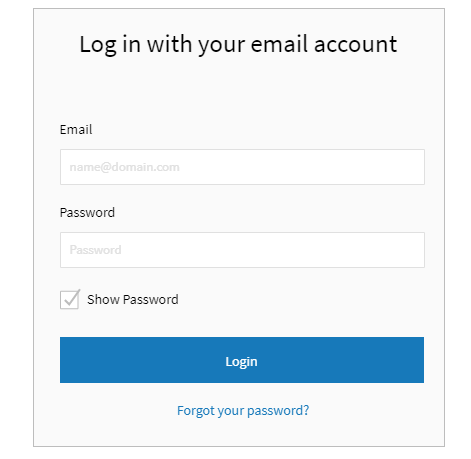 Log in with your email account
Email
name@domain.com
Password
Password
Show Password
Login
Forgot your password?